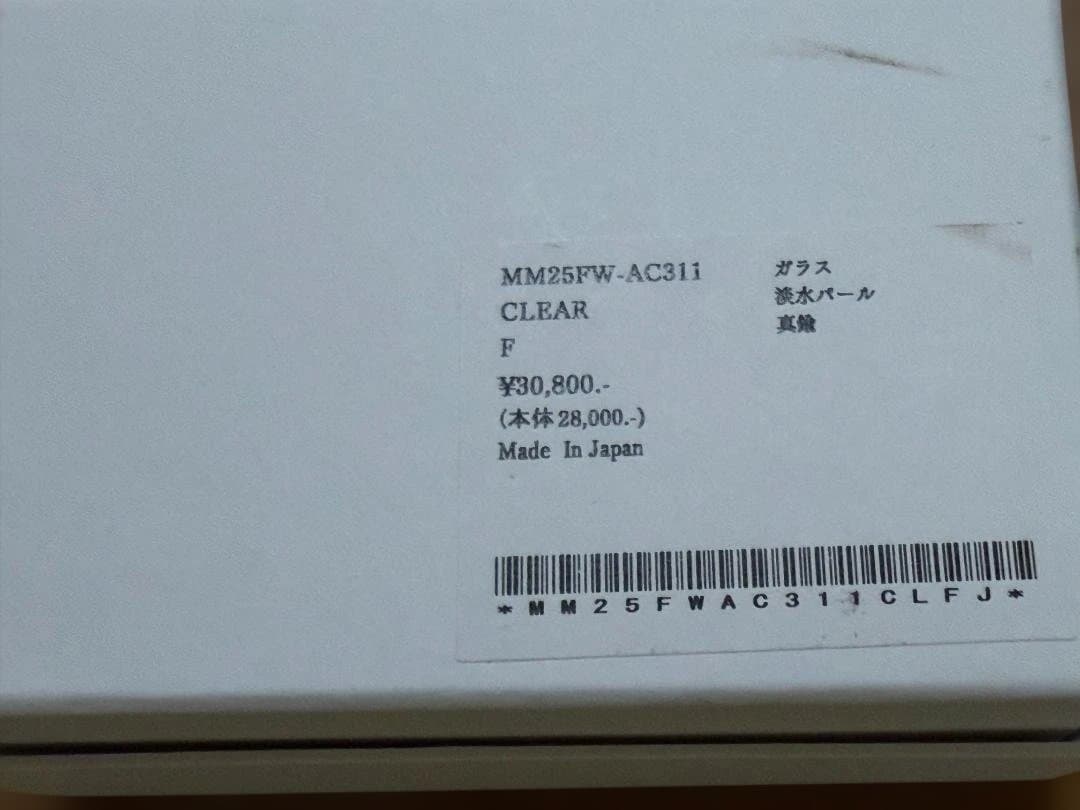 MM25FW-AC311
CLEAR
F
¥30,800.-
(本体28,000.-)
Made In Japan
ガラス
淡水パール
真鍮
*MM25FWAC311CLFJ*